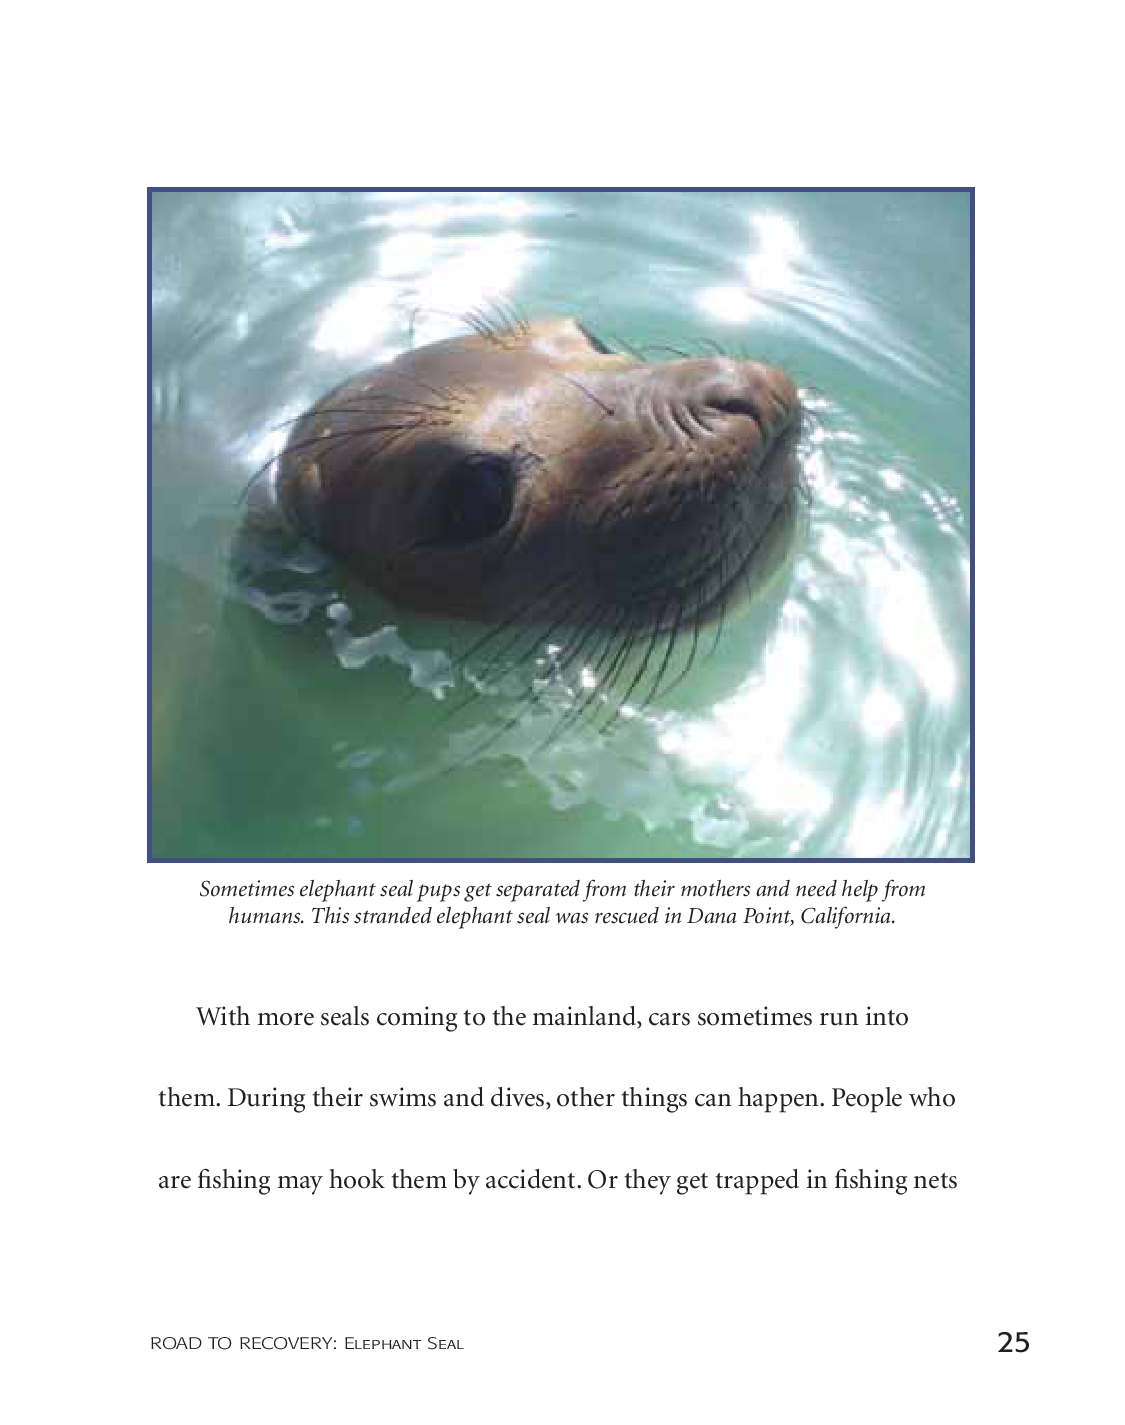 Sometimes elephant seal pups get separated from their mothers and need help from
humans. This stranded elephant seal was rescued in Dana Point, California.
With more seals coming to the mainland, cars sometimes run into
them. During their swims and dives, other things can happen. People who
are fishing may hook them by accident. Or they get trapped in fishing nets
ROAD TO RECOVERY: ELEPHANT SEAL
25